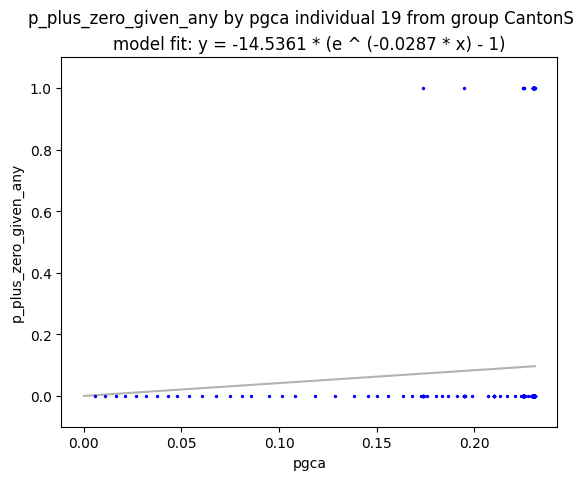 p_plus_zero_given_any by pgca individual 19 from group CantonS
model fit: y = -14.5361 * (e ^ (-0.0287 * x) - 1)
1.0
0.8
0.6
0.4
0.2
0.0
p_plus_zero_given_any
0.00 0.05 0.10 0.15 0.20
pgca